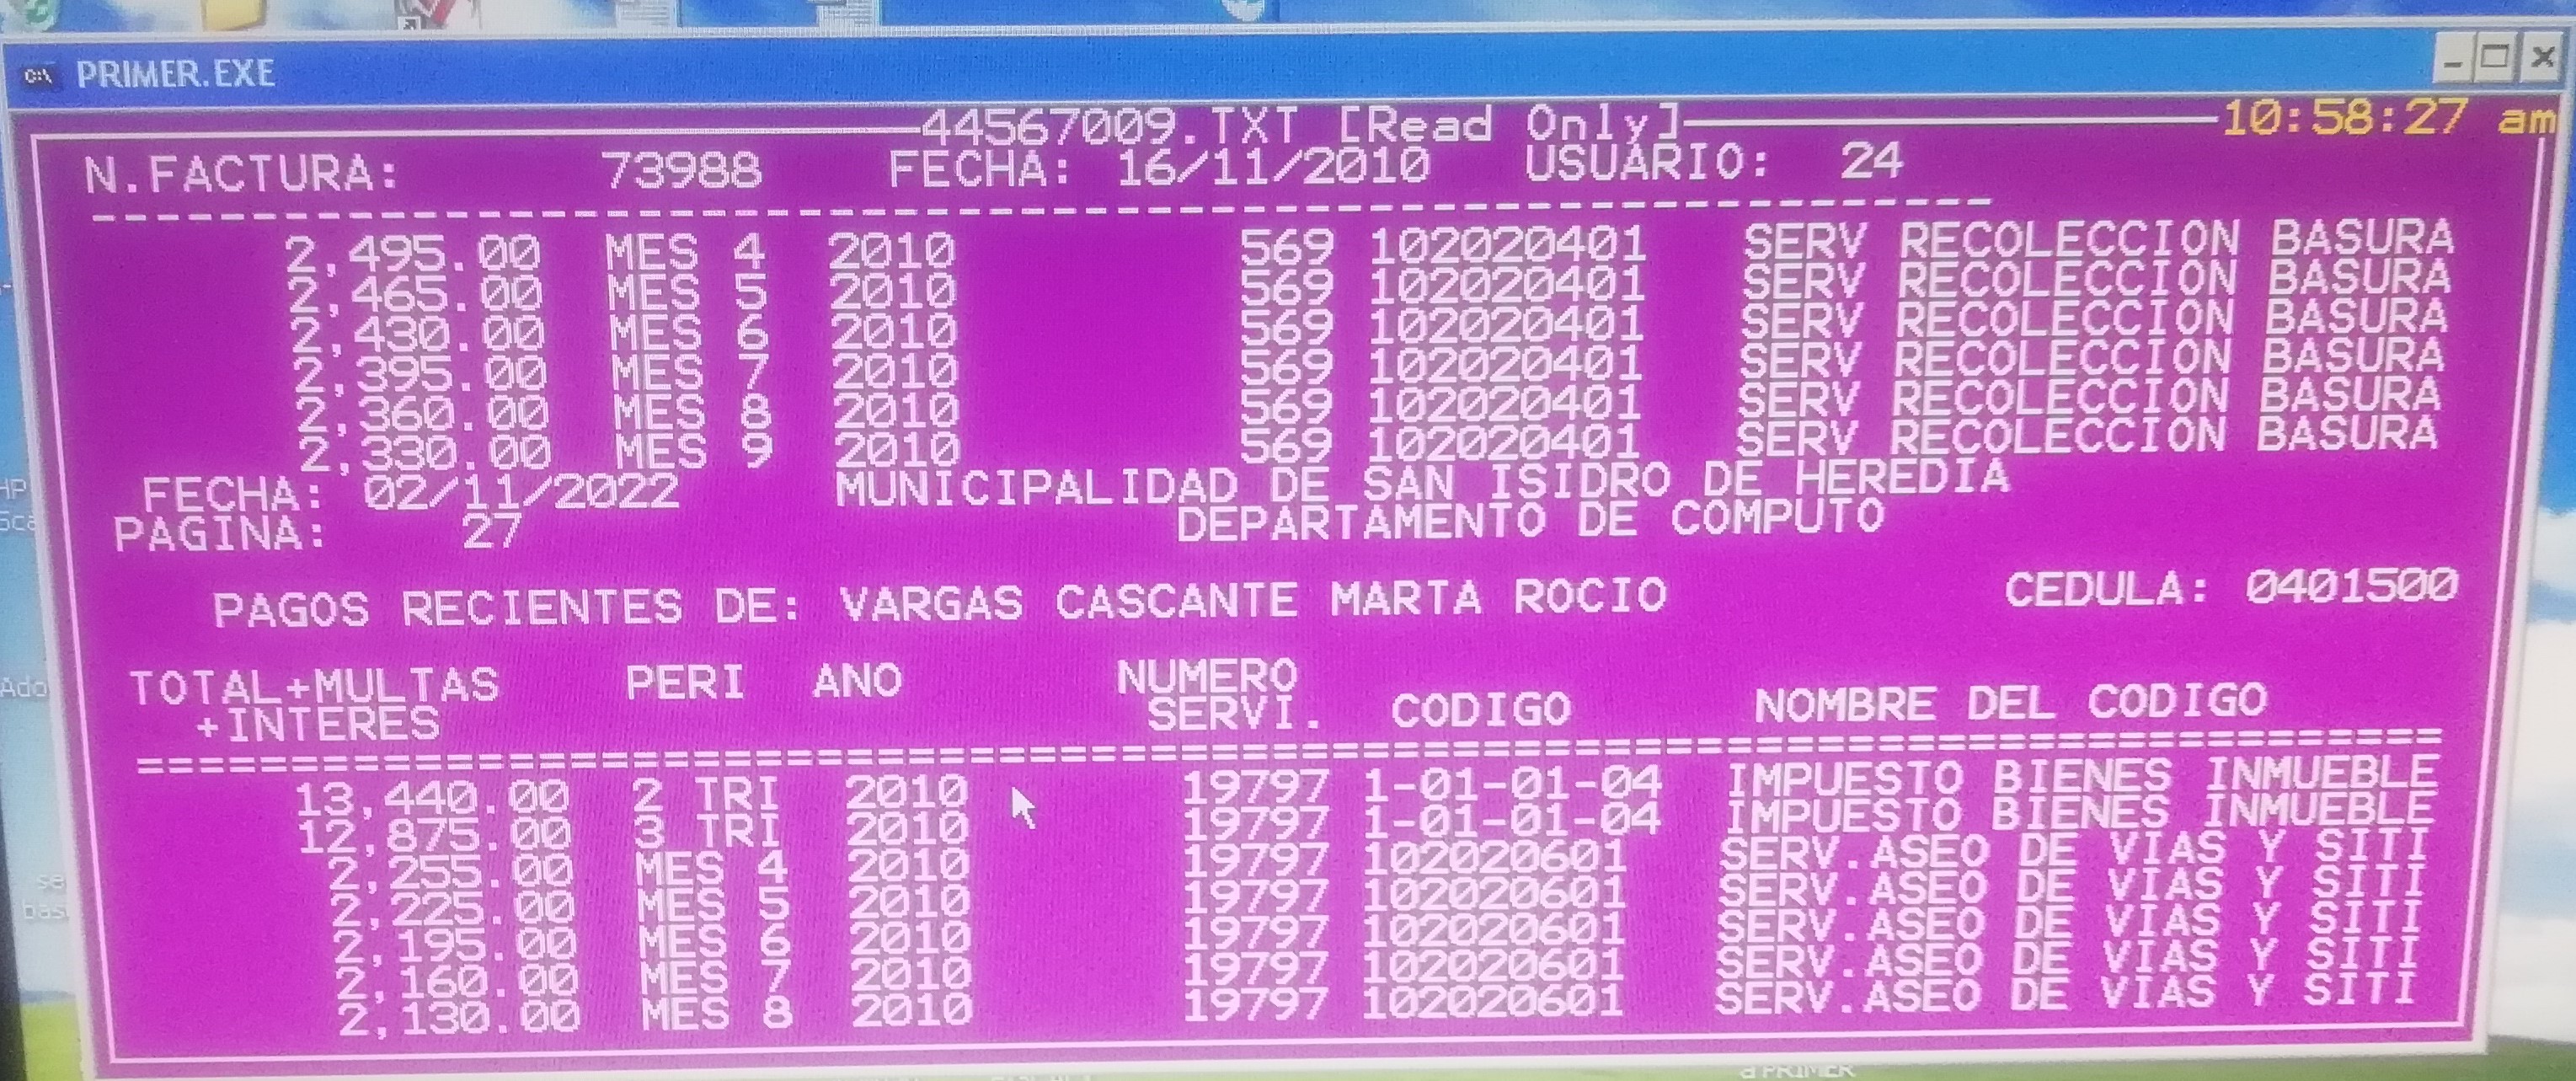 PRIMER.EXE
44567009.TXT [Read Only] 10:58:27 am
N.FACTURA: 73988 FECHA: 16/11/2010 USUARIO: 24
--------------------------------------------------------------
2,495.00 MES 4 2010 569 102020401 SERV RECOLECCION BASURA
2,465.00 MES 5 2010 569 102020401 SERV RECOLECCION BASURA
2,430.00 MES 6 2010 569 102020401 SERV RECOLECCION BASURA
2,395.00 MES 7 2010 569 102020401 SERV RECOLECCION BASURA
2,360.00 MES 8 2010 569 102020401 SERV RECOLECCION BASURA
2,330.00 MES 9 2010 569 102020401 SERV RECOLECCION BASURA
FECHA: 02/11/2022 MUNICIPALIDAD DE SAN ISIDRO DE HEREDIA
PAGINA: 27 DEPARTAMENTO DE COMPUTO
PAGOS RECIENTES DE: VARGAS CASCANTE MARTA ROCIO CEDULA: 0401500
TOTAL+MULTAS PERI ANO NUMERO
+INTERES SERVI. CODIGO NOMBRE DEL CODIGO
==========================================================================
13,440.00 2 TRI 2010 19797 1-01-01-04 IMPUESTO BIENES INMUEBLE
12,875.00 3 TRI 2010 19797 1-01-01-04 IMPUESTO BIENES INMUEBLE
2,255.00 MES 4 2010 19797 102020601 SERV.ASEO DE VIAS Y SITI
2,225.00 MES 5 2010 19797 102020601 SERV.ASEO DE VIAS Y SITI
2,195.00 MES 6 2010 19797 102020601 SERV.ASEO DE VIAS Y SITI
2,160.00 MES 7 2010 19797 102020601 SERV.ASEO DE VIAS Y SITI
2,130.00 MES 8 2010 19797 102020601 SERV.ASEO DE VIAS Y SITI